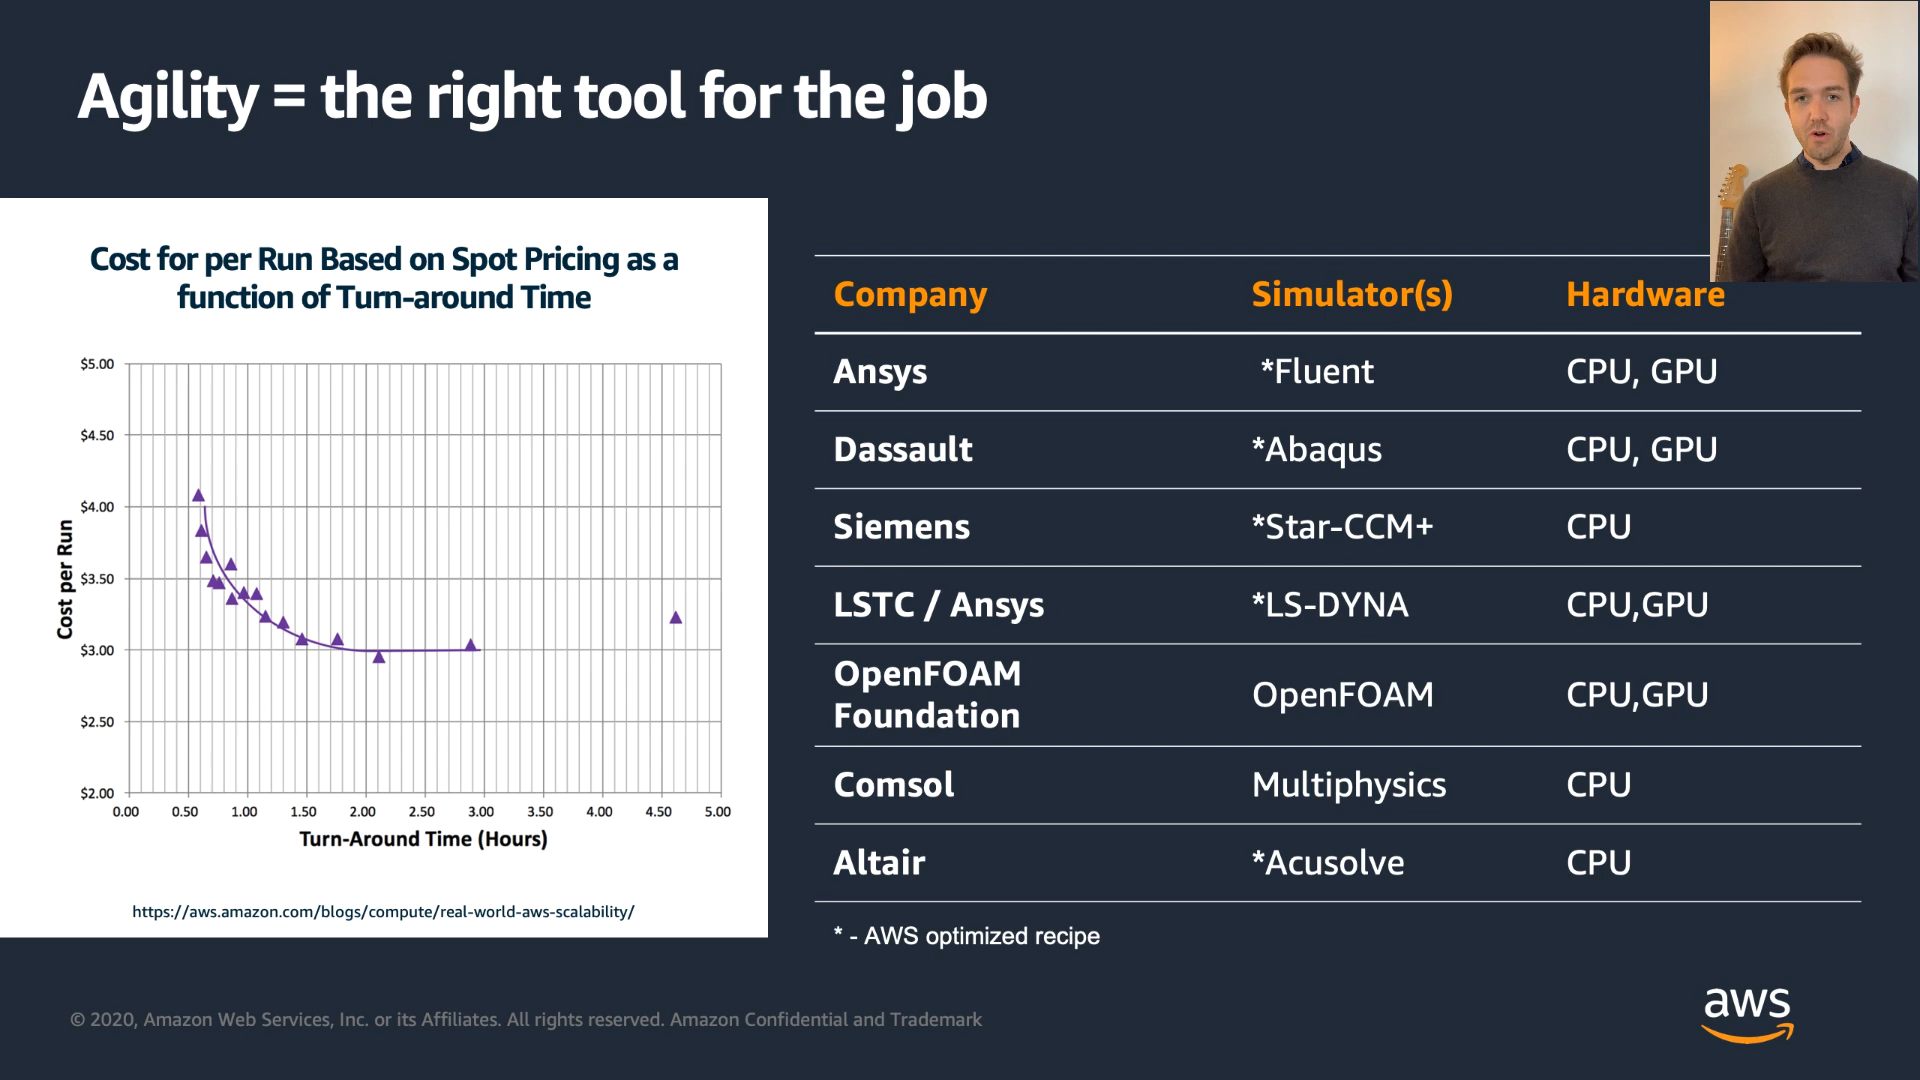 Agility = the right tool for the job
Cost for per Run Based on Spot Pricing as a
function of Turn-around Time
$5.00
$4.50
$4.00
$3.50
$3.00
$2.50
$2.00
Cost per Run
0.00 0.50 1.00 1.50 2.00 2.50 3.00 3.50 4.00 4.50 5.00
Turn-Around Time (Hours)
https://aws.amazon.com/blogs/compute/real-world-aws-scalability/
Company Simulator(s) Hardware
Ansys *Fluent CPU, GPU
Dassault *Abaqus CPU, GPU
Siemens *Star-CCM+ CPU
LSTC / Ansys *LS-DYNA CPU,GPU
OpenFOAM
Foundation OpenFOAM CPU,GPU
Comsol Multiphysics CPU
Altair *Acusolve CPU
* - AWS optimized recipe
© 2020, Amazon Web Services, Inc. or its Affiliates. All rights reserved. Amazon Confidential and Trademark
aws